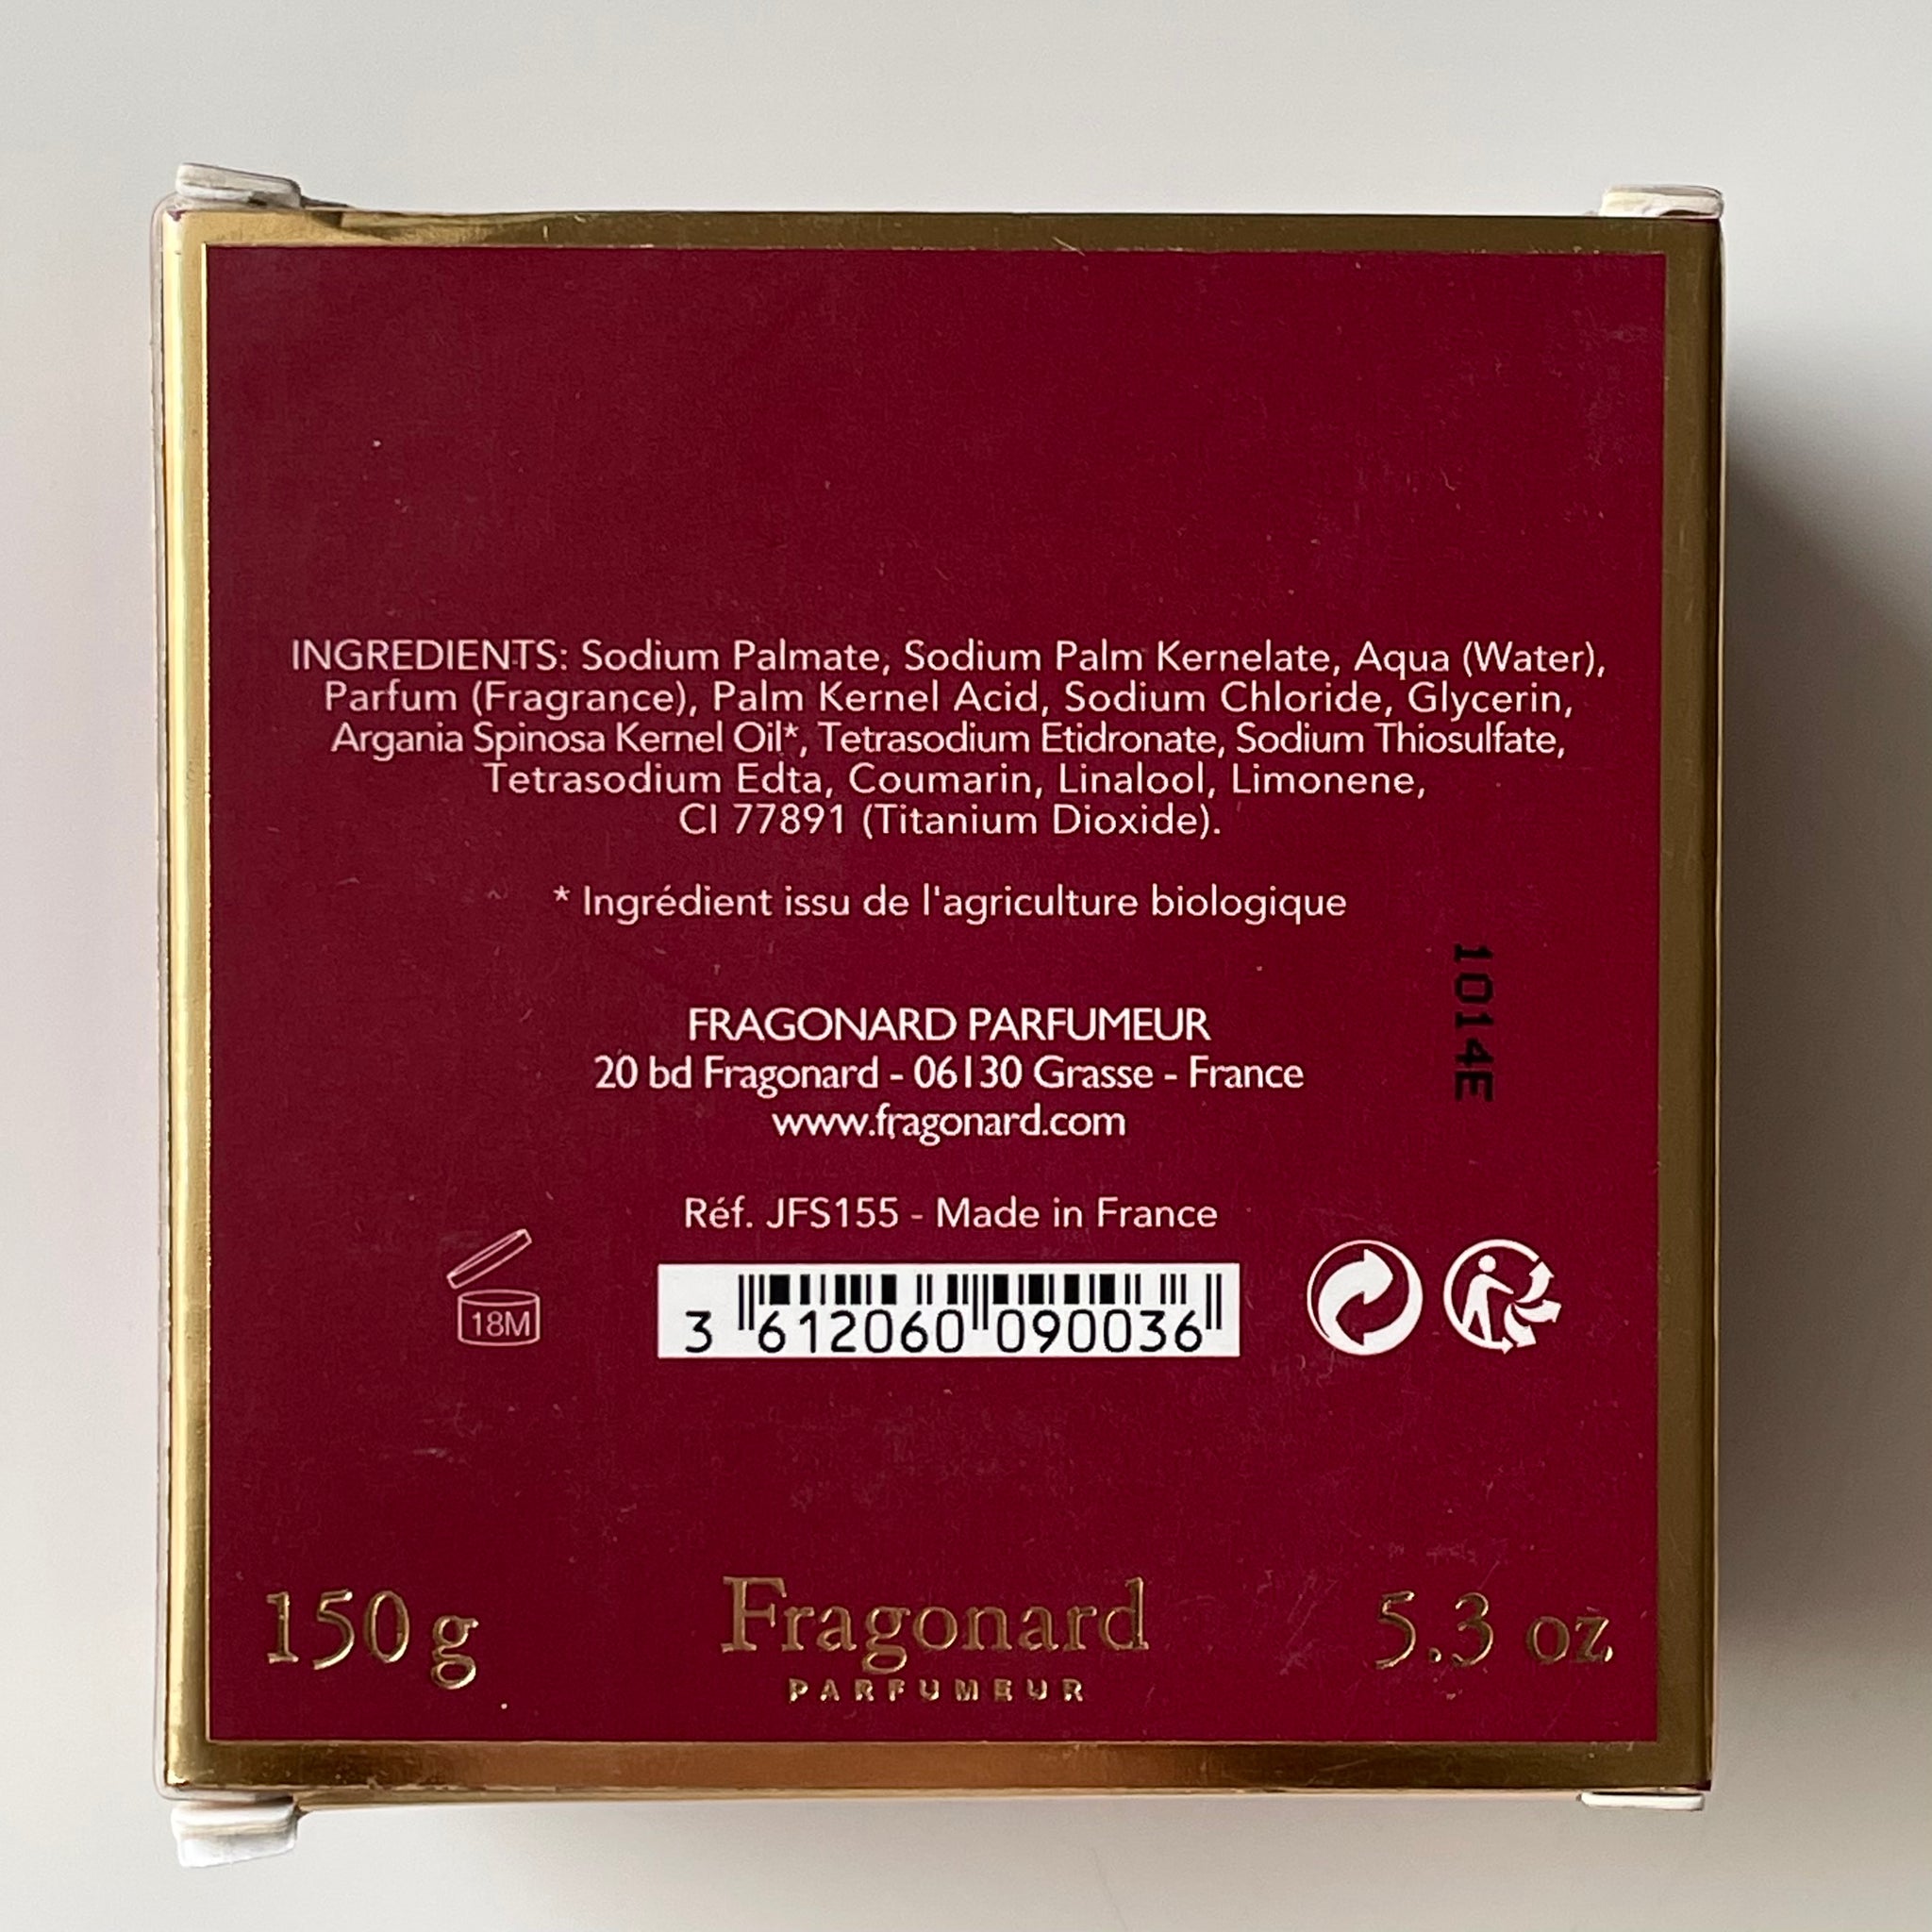 INGREDIENTS: Sodium Palmate, Sodium Palm Kernelate, Aqua (Water),
Parfum (Fragrance), Palm Kernel Acid, Sodium Chloride, Glycerin,
Argania Spinosa Kernel Oil*, Tetrasodium Etidronate, Sodium Thiosulfate,
Tetrasodium Edta, Coumarin, Linalool, Limonene,
CI 77891 (Titanium Dioxide).
* Ingrédient issu de l'agriculture biologique
1014E
FRAGONARD PARFUMEUR
20 bd Fragonard - 06130 Grasse - France
www.fragonard.com
Réf. JFS155 - Made in France
18M
3 612060 090036
150 g
Fragonard
PARFUMEUR
5.3 oz